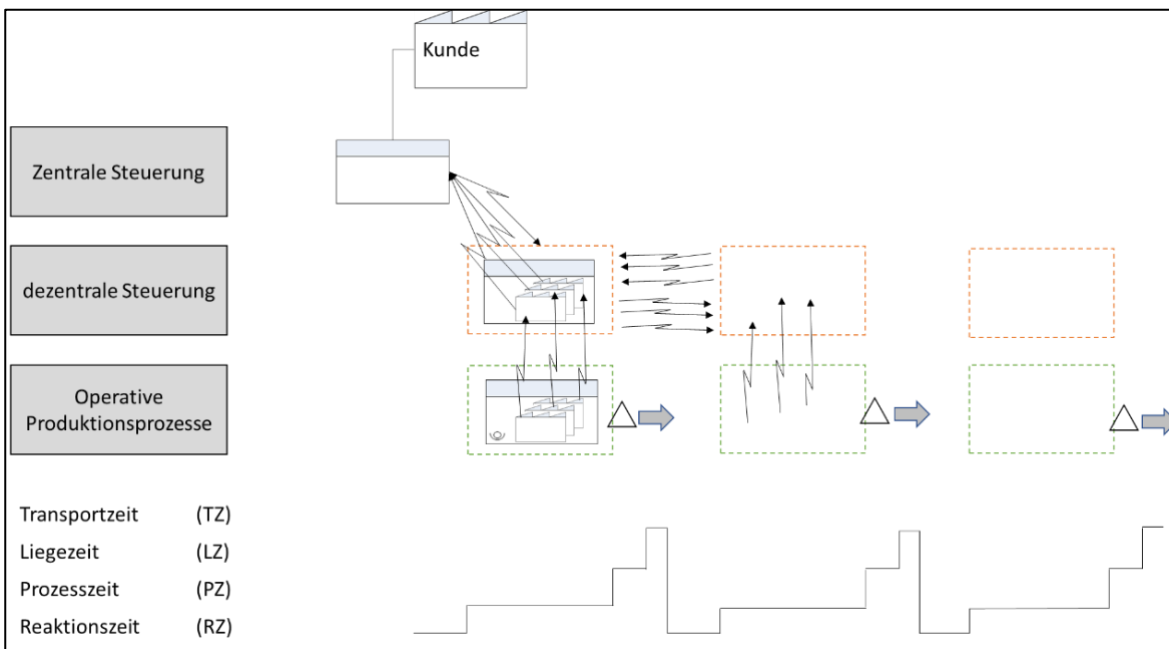 Kunde
Zentrale Steuerung
dezentrale Steuerung
Operative
Produktionsprozesse
Transportzeit (TZ)
Liegezeit (LZ)
Prozesszeit (PZ)
Reaktionszeit (RZ)